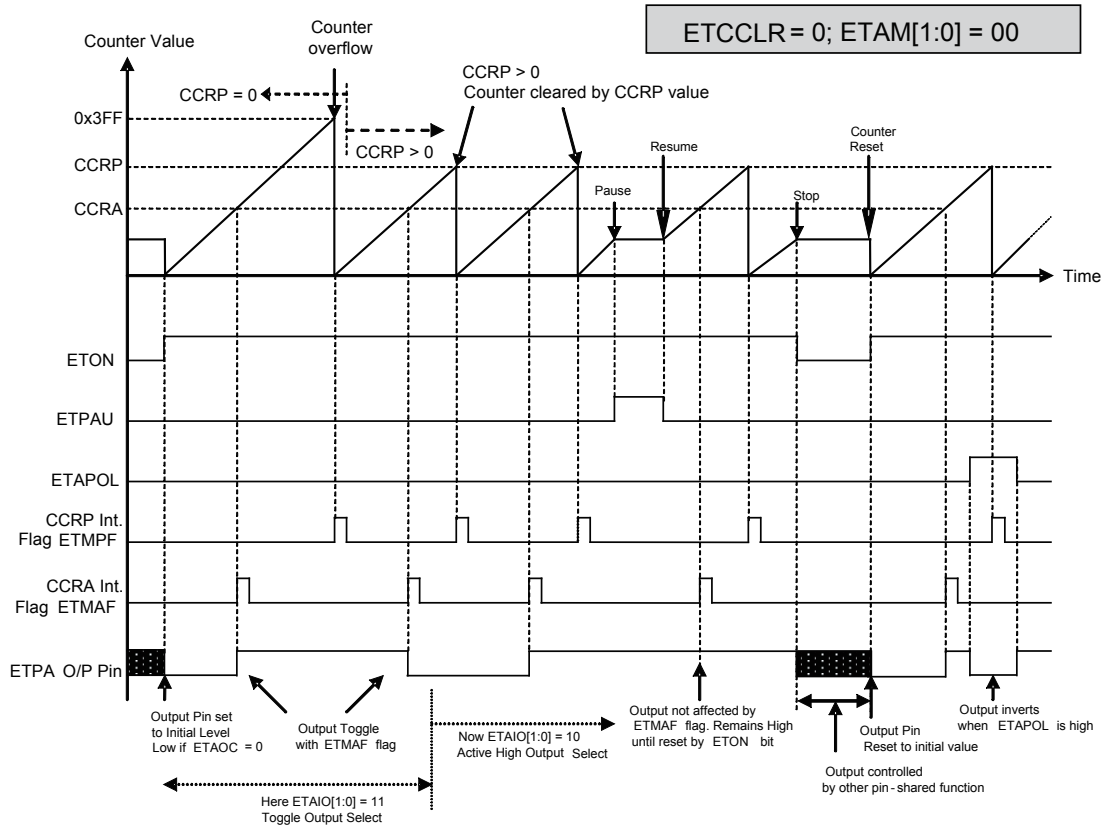 ETCCLR = 0; ETAM[1:0] = 00
Counter Value
Counter
overflow
CCRP = 0
CCRP > 0
CCRP > 0
Counter cleared by CCRP value
0x3FF
CCRP
CCRA
Pause
Resume
Stop
Counter
Reset
Time
ETON
ETPAU
ETAPOL
CCRP Int.
Flag ETMPF
CCRA Int.
Flag ETMAF
ETPA O/P Pin
Output Pin set
to Initial Level
Low if ETAOC = 0
Output Toggle
with ETMAF flag
Now ETAIO[1:0] = 10
Active High Output Select
Output not affected by
ETMAF flag. Remains High
until reset by ETON bit
Output Pin
Reset to initial value
Output inverts
when ETAPOL is high
Output controlled
by other pin-shared function
Here ETAIO[1:0] = 11
Toggle Output Select